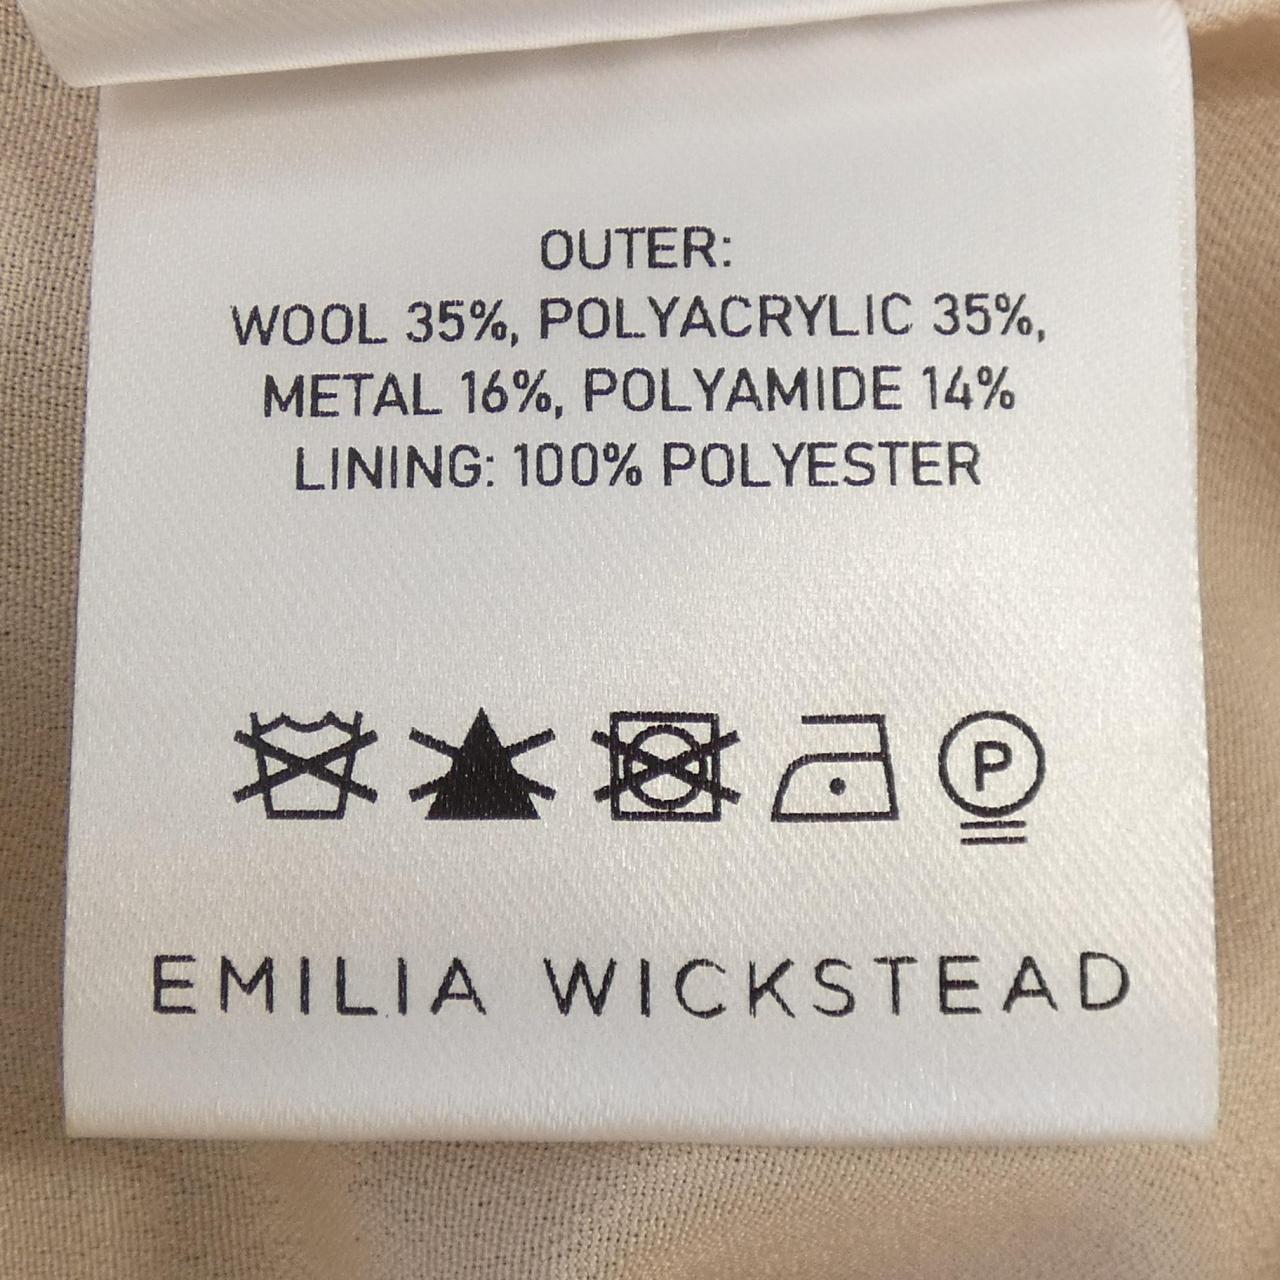 OUTER:
WOOL 35%, POLYACRYLIC 35%,
METAL 16%, POLYAMIDE 14%
LINING: 100% POLYESTER
P
EMILIA WICKSTEAD